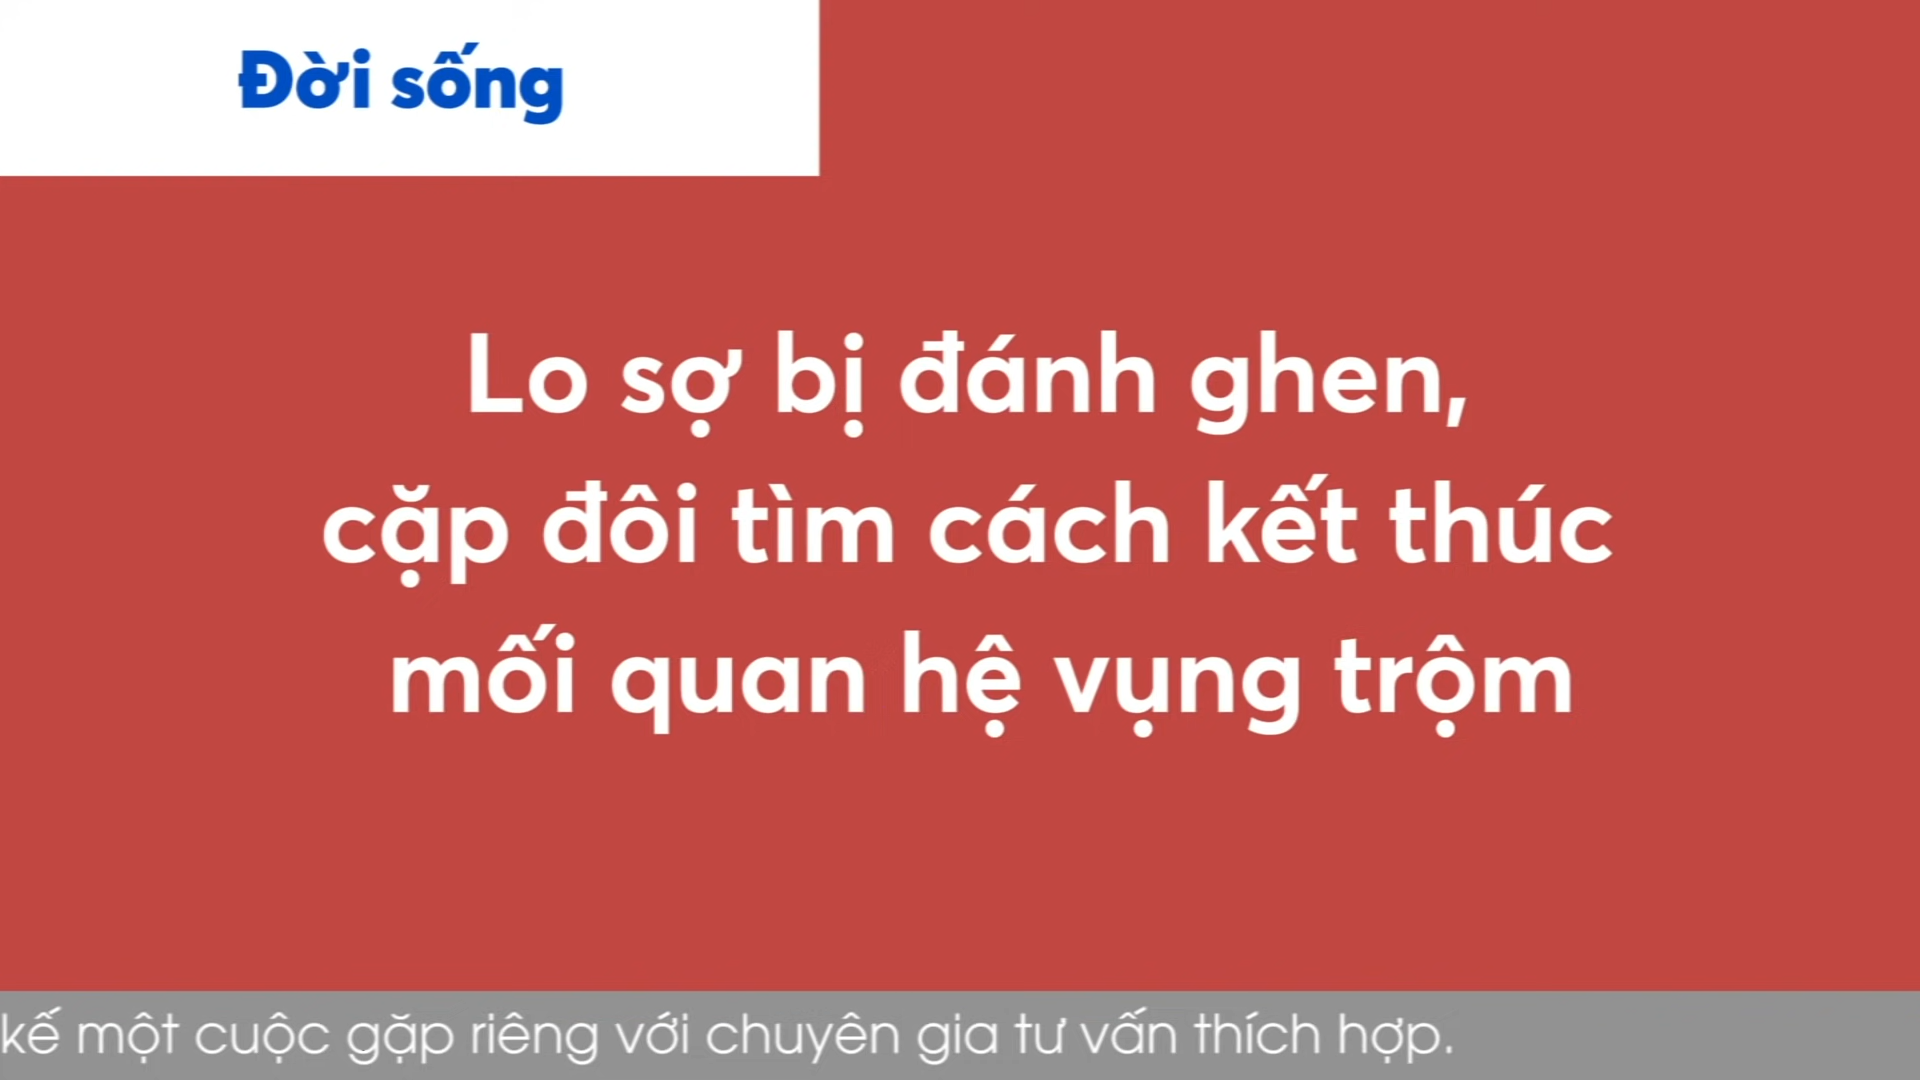 Đời sống
Lo sợ bị đánh ghen,
cặp đôi tìm cách kết thúc
mối quan hệ vụng trộm
kế một cuộc gặp riêng với chuyên gia tư vấn thích hợp.